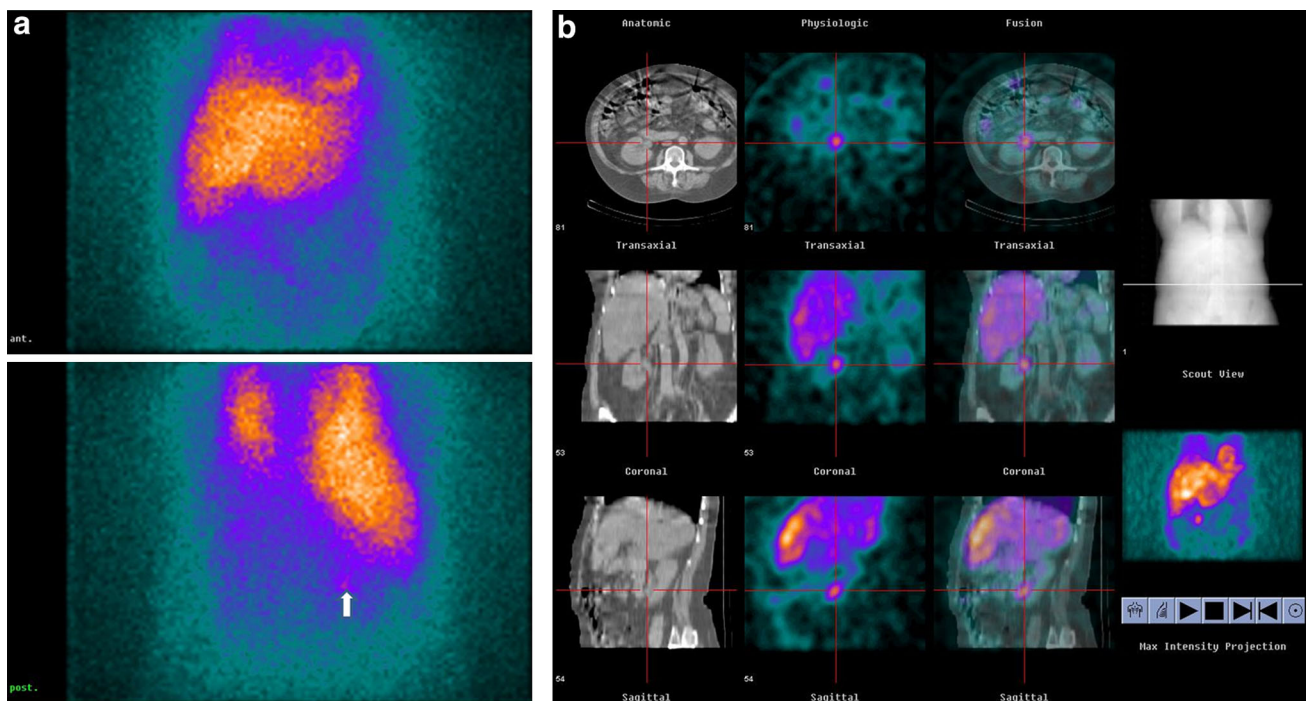 a
ant.
post.
b
Anatomic Physiologic Fusion
81 81
Transaxial Transaxial Transaxial
53 53
Coronal Coronal Coronal
54 54
Sagittal Sagittal Sagittal
1
Scout View
Max Intensity Projection